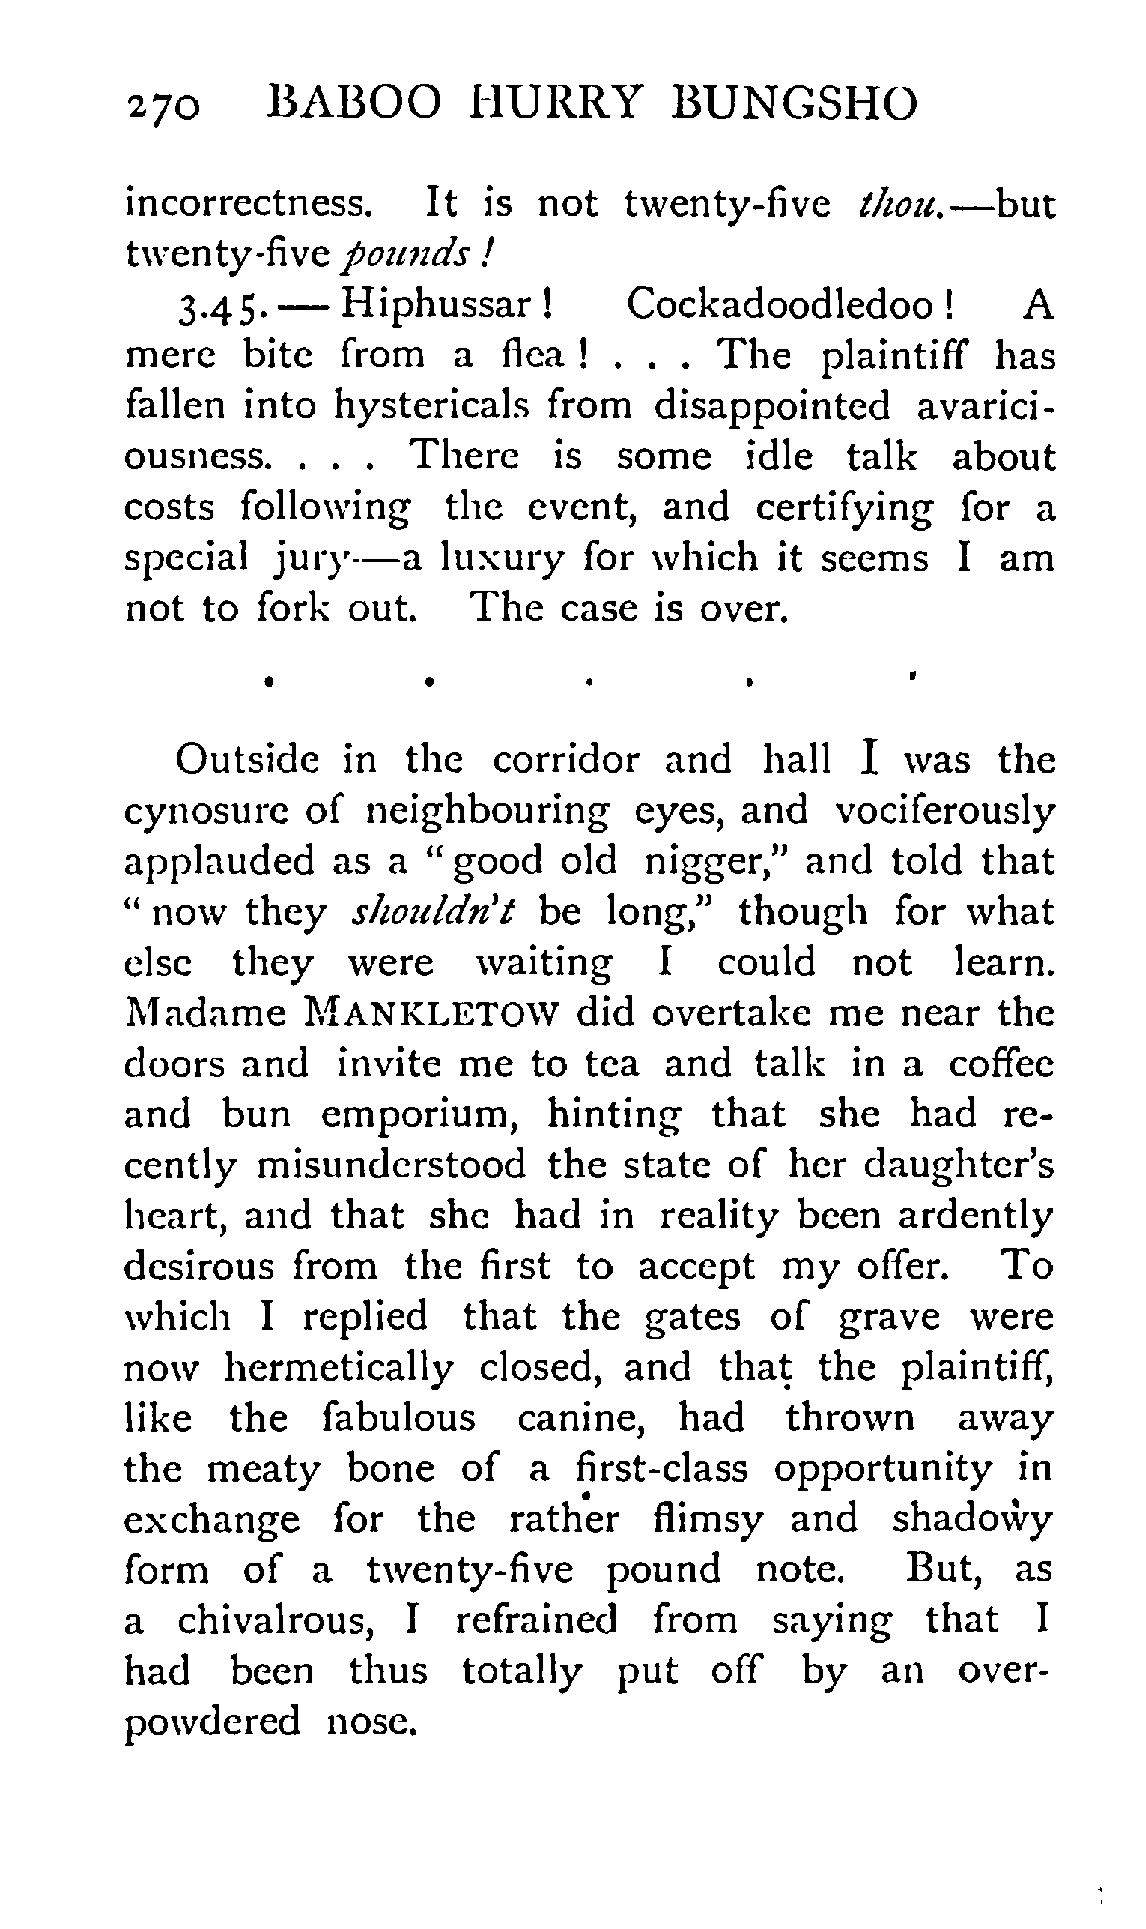 270 BABOO HURRY BUNGSHO
incorrectness. It is not twenty-five thou.—but
twenty-five pounds !
3.45.— Hiphussar ! Cockadoodledoo ! A
mere bite from a flea ! . . . The plaintiff has
fallen into hystericals from disappointed avarici-
ousness. . . . There is some idle talk about
costs following the event, and certifying for a
special jury—a luxury for which it seems I am
not to fork out. The case is over.
. . . . .
Outside in the corridor and hall I was the
cynosure of neighbouring eyes, and vociferously
applauded as a “ good old nigger,” and told that
“ now they shouldn't be long,” though for what
else they were waiting I could not learn.
Madame MANKLETOW did overtake me near the
doors and invite me to tea and talk in a coffee
and bun emporium, hinting that she had re-
cently misunderstood the state of her daughter's
heart, and that she had in reality been ardently
desirous from the first to accept my offer. To
which I replied that the gates of grave were
now hermetically closed, and that the plaintiff,
like the fabulous canine, had thrown away
the meaty bone of a first-class opportunity in
exchange for the rather flimsy and shadowy
form of a twenty-five pound note. But, as
a chivalrous, I refrained from saying that I
had been thus totally put off by an over-
powdered nose.